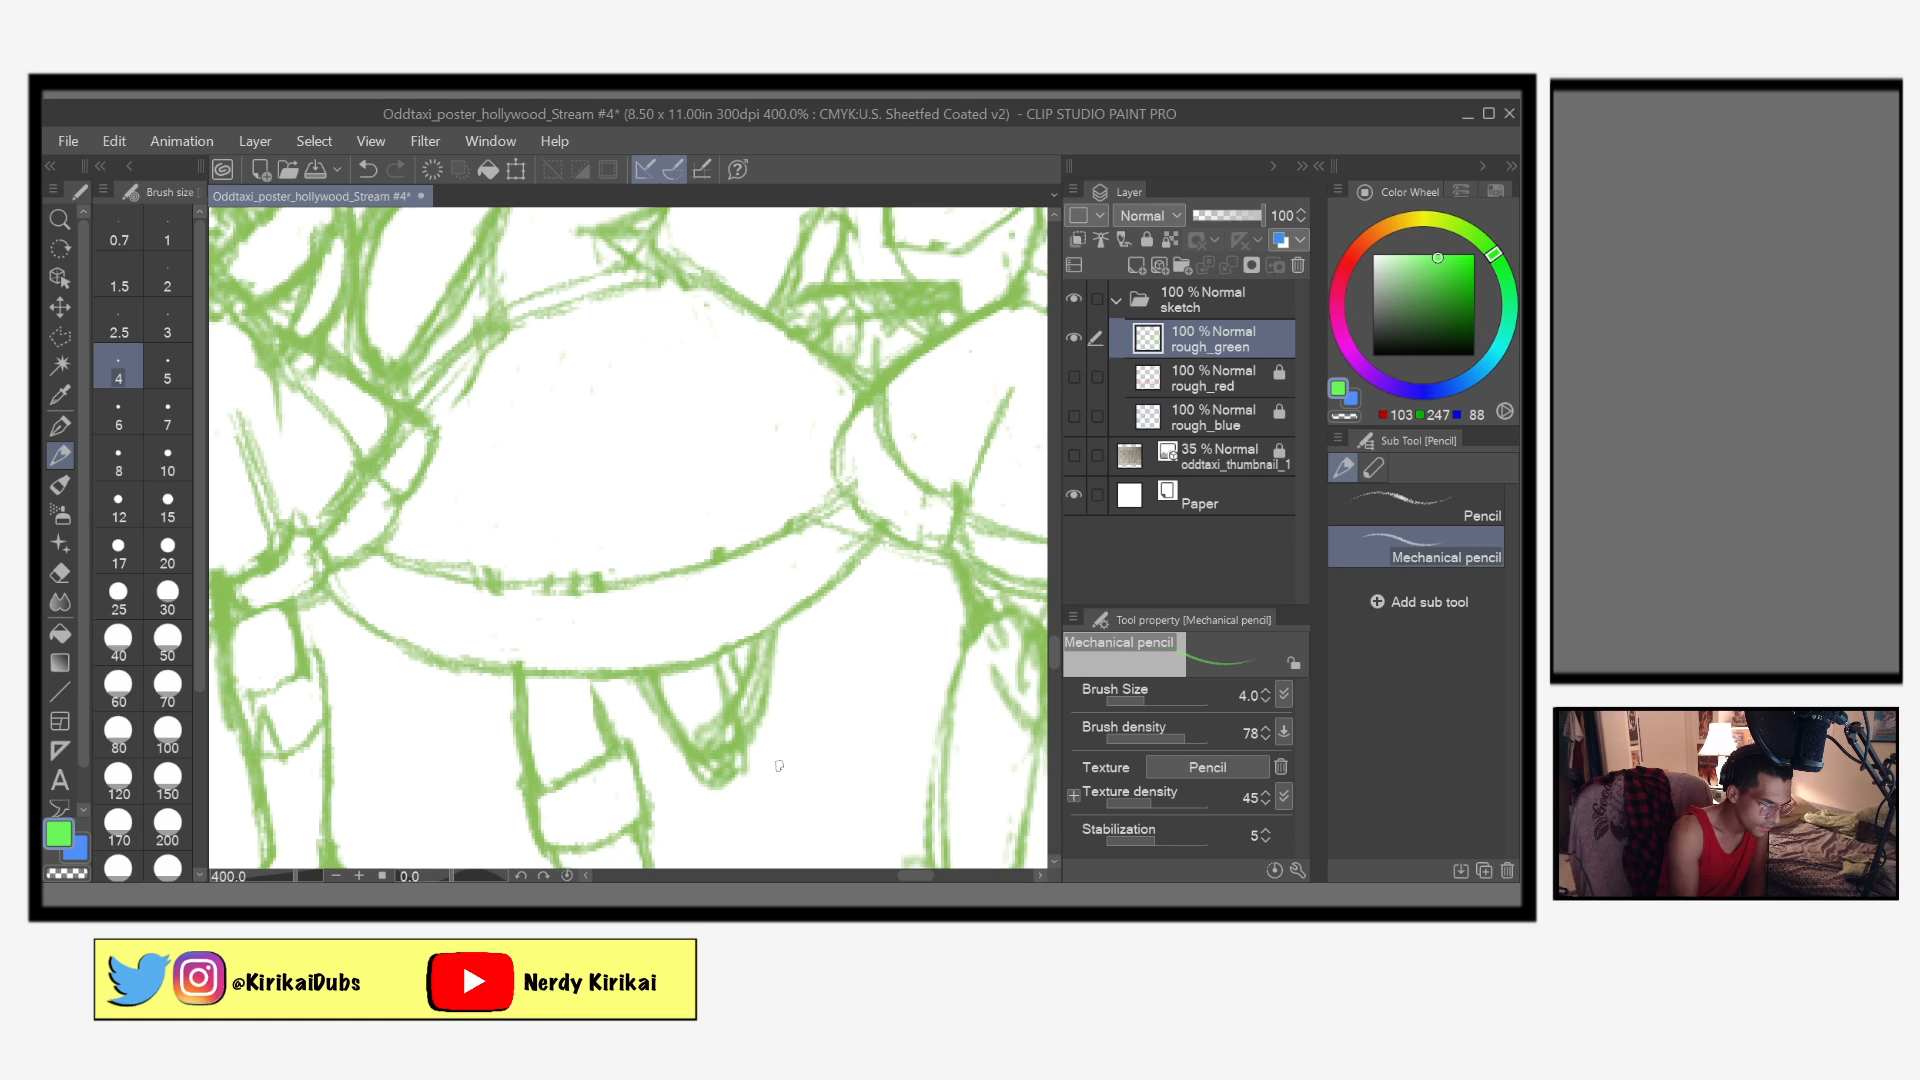 Oddtaxi_poster_hollywood_Stream #4* (8.50 x 11.00in 300dpi 400.0% : CMYK:U.S. Sheetfed Coated v2) - CLIP STUDIO PAINT PRO
File Edit Animation Layer Select View Filter Window Help
Brush size
Oddtaxi_poster_hollywood_Stream #4*
0.7 1
1.5 2
2.5 3
4 5
6 7
8 10
12 15
17 20
25 30
40 50
60 70
80 100
120 150
170 200
400.0 0.0
Layer
Normal 100
100 % Normal
sketch
100 % Normal
rough_green
100 % Normal
rough_red
100 % Normal
rough_blue
35 % Normal
oddtaxi_thumbnail_1
Paper
Tool property [Mechanical pencil]
Mechanical pencil
Brush Size 4.0
Brush density 78
Texture Pencil
Texture density 45
Stabilization 5
Color Wheel
103 247 88
Sub Tool [Pencil]
Pencil
Mechanical pencil
Add sub tool
@KirikaiDubs Nerdy Kirikai